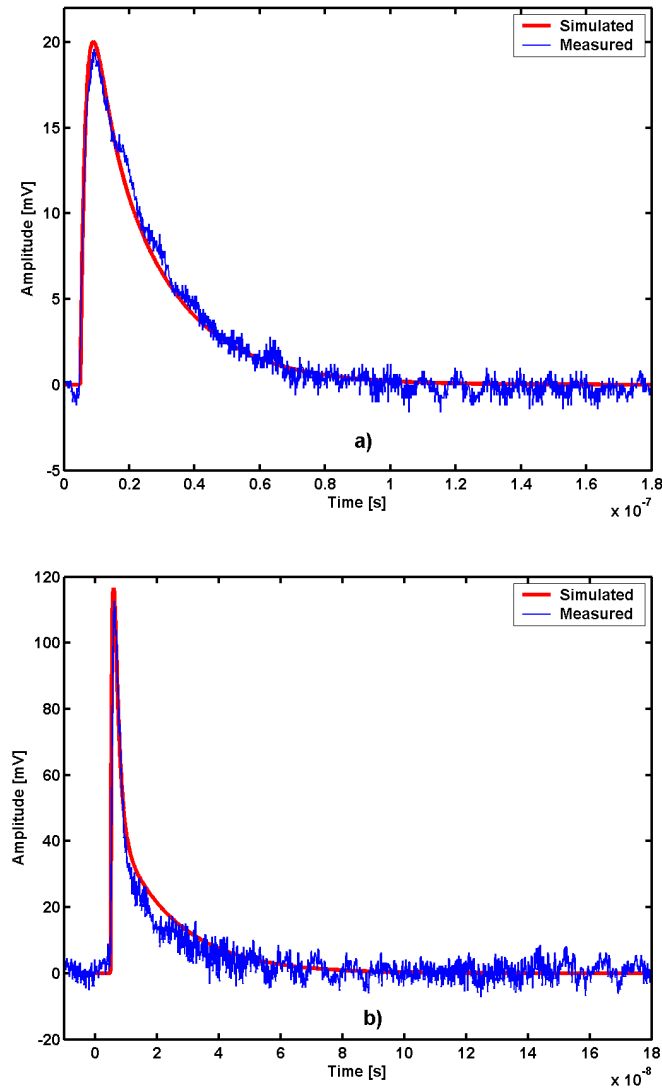 20
15
10
5
0
-5
Amplitude [mV]
Simulated
Measured
a)
0 0.2 0.4 0.6 0.8 1 1.2 1.4 1.6 1.8
Time [s]
x 10⁻⁷
120
100
80
60
40
20
0
-20
Amplitude [mV]
Simulated
Measured
b)
0 2 4 6 8 10 12 14 16 18
Time [s]
x 10⁻⁸